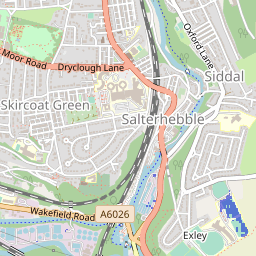 Oxford Lane
Moor Road
Dryclough Lane
Siddal
Skircoat Green
Salterhebble
Wakefield Road
A6026
Exley